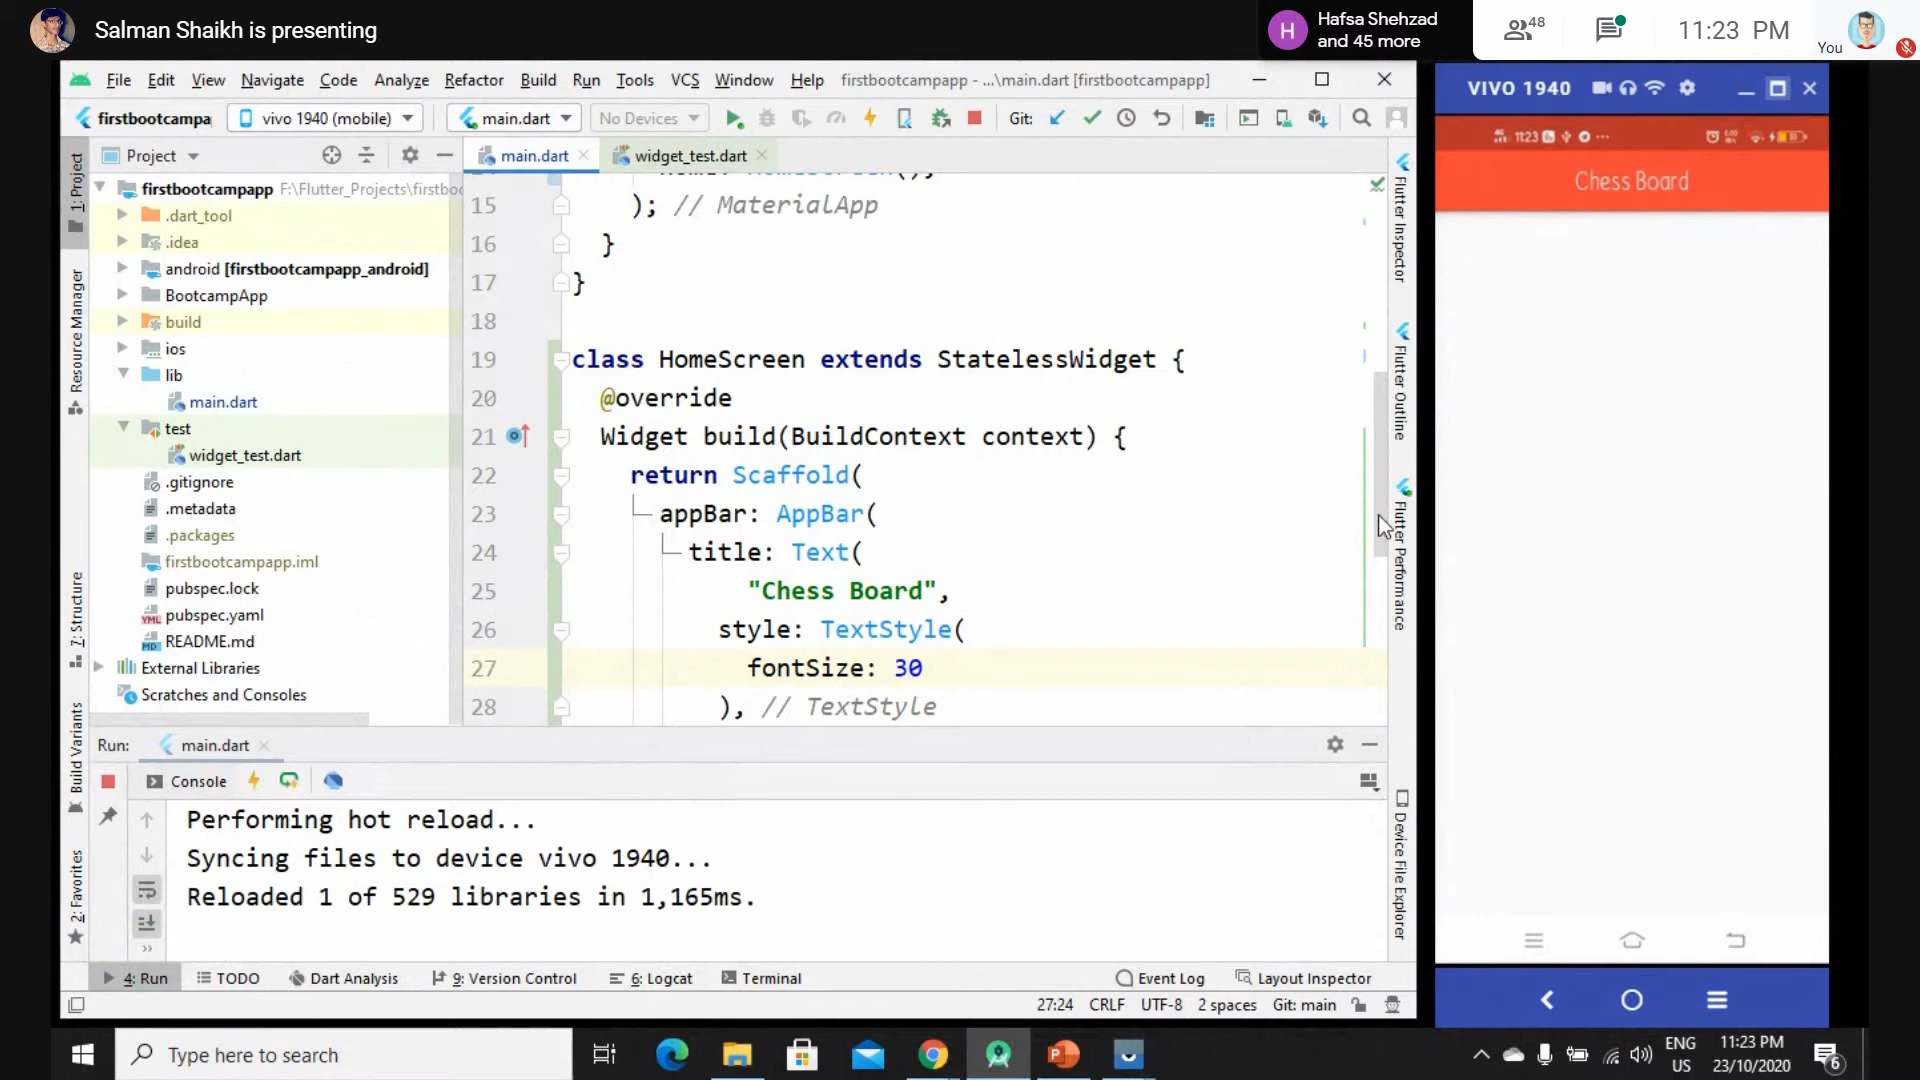 Salman Shaikh is presenting
H
Hafsa Shehzad
and 45 more
48
11:23 PM
You
File Edit View Navigate Code Analyze Refactor Build Run Tools VCS Window Help firstbootcampapp - ...\main.dart [firstbootcampapp]
firstbootcampa
vivo 1940 (mobile)
main.dart
No Devices
Git:
1: Project
Resource Manager
7: Structure
Build Variants
2: Favorites
Project
firstbootcampapp F:\Flutter_Projects\firstboo
.dart_tool
.idea
android [firstbootcampapp_android]
BootcampApp
build
ios
lib
main.dart
test
widget_test.dart
.gitignore
.metadata
.packages
firstbootcampapp.iml
pubspec.lock
pubspec.yaml
README.md
External Libraries
Scratches and Consoles
main.dart
widget_test.dart
15 ); // MaterialApp
16 }
17 }
18
19 class HomeScreen extends StatelessWidget {
20 @override
21 Widget build(BuildContext context) {
22 return Scaffold(
23 appBar: AppBar(
24 title: Text(
25 "Chess Board",
26 style: TextStyle(
27 fontSize: 30
28 ), // TextStyle
Flutter Inspector
Flutter Outline
Flutter Performance
Device File Explorer
Run: main.dart
Console
Performing hot reload...
Syncing files to device vivo 1940...
Reloaded 1 of 529 libraries in 1,165ms.
4: Run
TODO
Dart Analysis
9: Version Control
6: Logcat
Terminal
Event Log
Layout Inspector
27:24 CRLF UTF-8 2 spaces Git: main
VIVO 1940
11:23
Chess Board
Type here to search
ENG
US
11:23 PM
23/10/2020
6